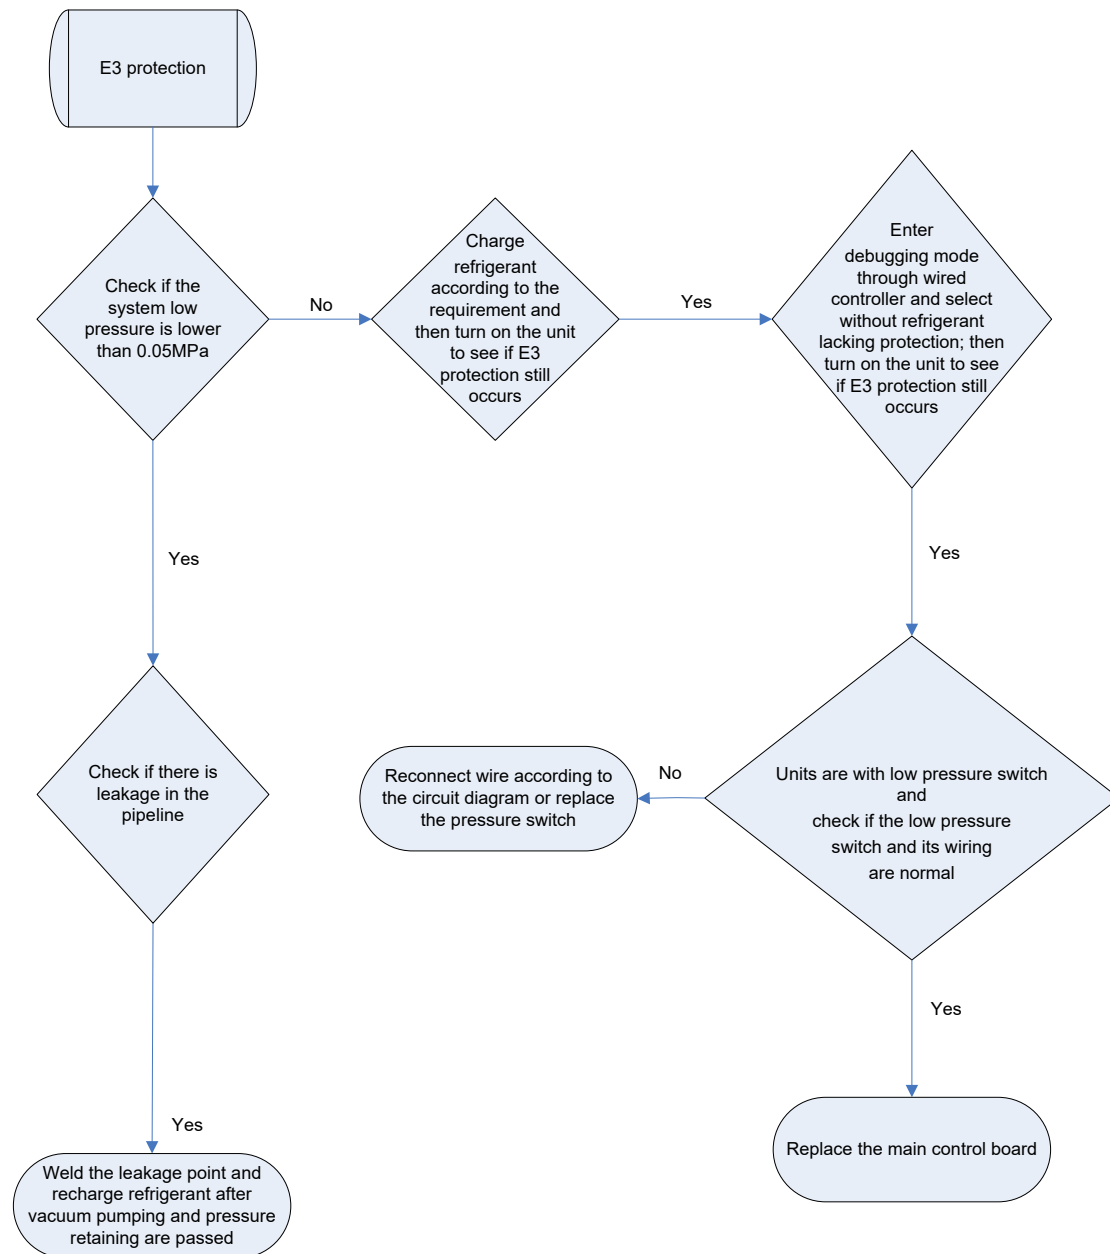 E3 protection
Check if the
system low
pressure is lower
than 0.05MPa
No
Charge
refrigerant
according to the
requirement and
then turn on the unit
to see if E3
protection still
occurs
Yes
Enter
debugging mode
through wired
controller and select
without refrigerant
lacking protection; then
turn on the unit to see
if E3 protection still
occurs
Yes
Yes
Check if there is
leakage in the
pipeline
Reconnect wire according to
the circuit diagram or replace
the pressure switch
No
Units are with low pressure switch
and
check if the low pressure
switch and its wiring
are normal
Yes
Yes
Weld the leakage point and
recharge refrigerant after
vacuum pumping and pressure
retaining are passed
Replace the main control board